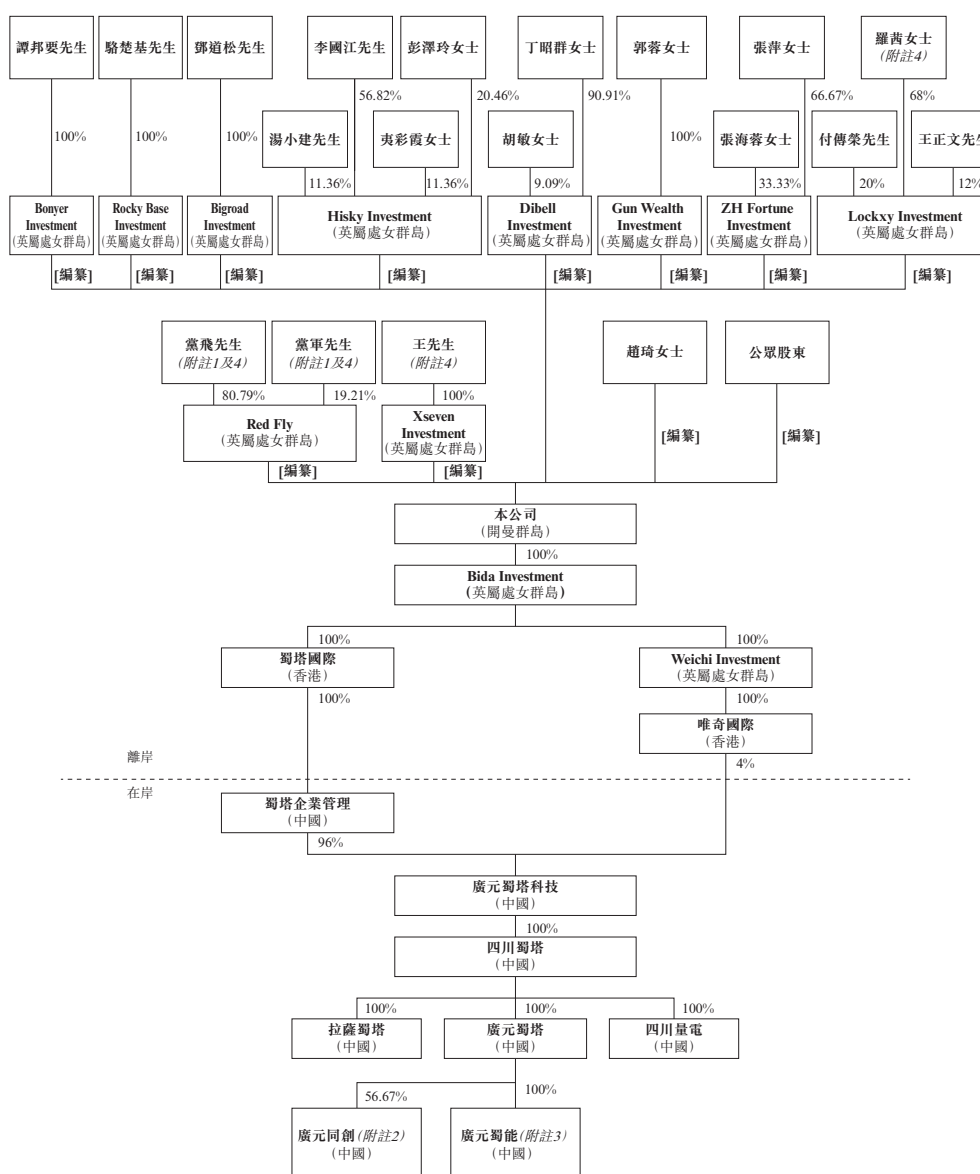 譚邦要先生 駱楚基先生 鄧道松先生 李國江先生 彭澤玲女士 丁昭群女士 郭蓉女士 張萍女士 羅茜女士
(附註4)
56.82% 20.46% 90.91% 66.67% 68%
100% 100% 100% 湯小建先生 夷彩霞女士 胡敏女士 100% 張海蓉女士 付傳榮先生 王正文先生
11.36% 11.36% 9.09% 33.33% 20% 12%
Bonyer Investment (英屬處女群島)
Rocky Base Investment (英屬處女群島)
Bigroad Investment (英屬處女群島)
Hisky Investment (英屬處女群島)
Dibell Investment (英屬處女群島)
Gun Wealth Investment (英屬處女群島)
ZH Fortune Investment (英屬處女群島)
Lockxy Investment (英屬處女群島)
[編纂] [編纂] [編纂] [編纂] [編纂] [編纂] [編纂] [編纂]
黨飛先生 黨軍先生 王先生 趙琦女士 公眾股東
(附註1及4) (附註1及4) (附註4)
80.79% 19.21% 100%
Red Fly
(英屬處女群島)
Xseven
Investment
(英屬處女群島)
[編纂] [編纂]
[編纂] [編纂]
本公司
(開曼群島)
100%
Bida Investment
(英屬處女群島)
100% 100%
蜀塔國際 Weichi Investment
(香港) (英屬處女群島)
100% 100%
唯奇國際
(香港)
離岸 4%
在岸
蜀塔企業管理
(中國)
96%
廣元蜀塔科技
(中國)
100%
四川蜀塔
(中國)
100% 100% 100%
拉薩蜀塔 廣元蜀塔 四川量電
(中國) (中國) (中國)
56.67% 100%
廣元同創(附註2) 廣元蜀能(附註3)
(中國) (中國)